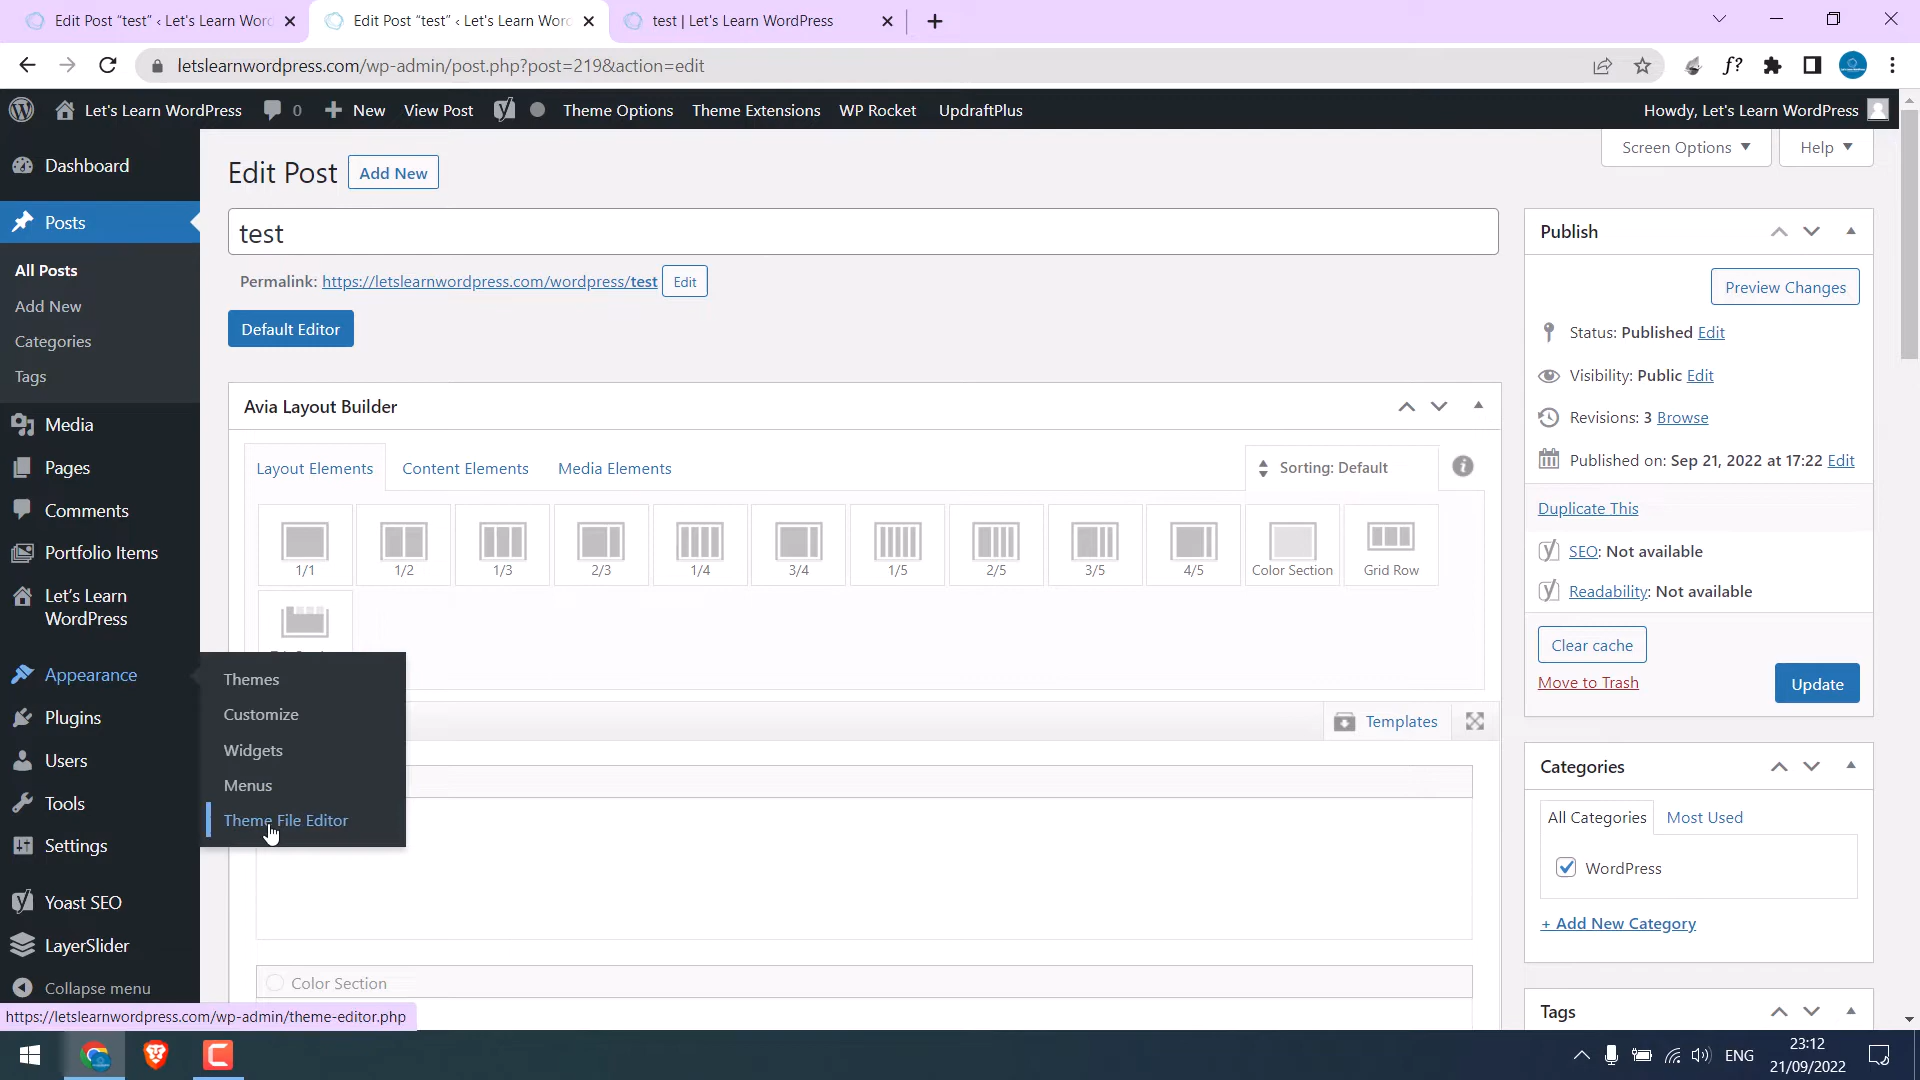 Edit Post “test” ‹ Let's Learn Word
Edit Post “test” ‹ Let's Learn Word
test | Let's Learn WordPress
letslearnwordpress.com/wp-admin/post.php?post=219&action=edit
f?
Let's Learn WordPress
0
New
View Post
Theme Options
Theme Extensions
WP Rocket
UpdraftPlus
Howdy, Let's Learn WordPress
Dashboard
Posts
All Posts
Add New
Categories
Tags
Media
Pages
Comments
Portfolio Items
Let's Learn
WordPress
Appearance
Plugins
Users
Tools
Settings
Yoast SEO
LayerSlider
Collapse menu
Themes
Customize
Widgets
Menus
Theme File Editor
Edit Post
Add New
Screen Options
Help
test
Permalink: https://letslearnwordpress.com/wordpress/test
Edit
Default Editor
Avia Layout Builder
Layout Elements
Content Elements
Media Elements
Sorting: Default
1/1
1/2
1/3
2/3
1/4
3/4
1/5
2/5
3/5
4/5
Color Section
Grid Row
Templates
Color Section
Publish
Preview Changes
Status: Published Edit
Visibility: Public Edit
Revisions: 3 Browse
Published on: Sep 21, 2022 at 17:22 Edit
Duplicate This
SEO: Not available
Readability: Not available
Clear cache
Move to Trash
Update
Categories
All Categories
Most Used
WordPress
+ Add New Category
Tags
https://letslearnwordpress.com/wp-admin/theme-editor.php
ENG
23:12
21/09/2022